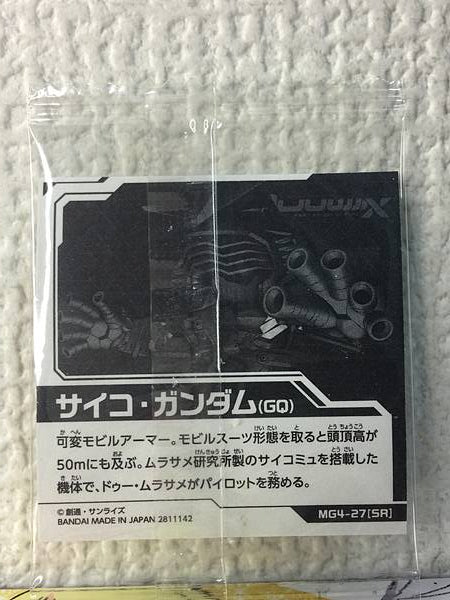 サイコ・ガンダム(GQ)
可変モビルアーマー。モビルスーツ形態を取ると頭頂高が
50mにも及ぶ。ムラサメ研究所製のサイコミュを搭載した
機体で、ドゥー・ムラサメがパイロットを務める。
©創通・サンライズ
BANDAI MADE IN JAPAN 2811142
MG4-27[SR]